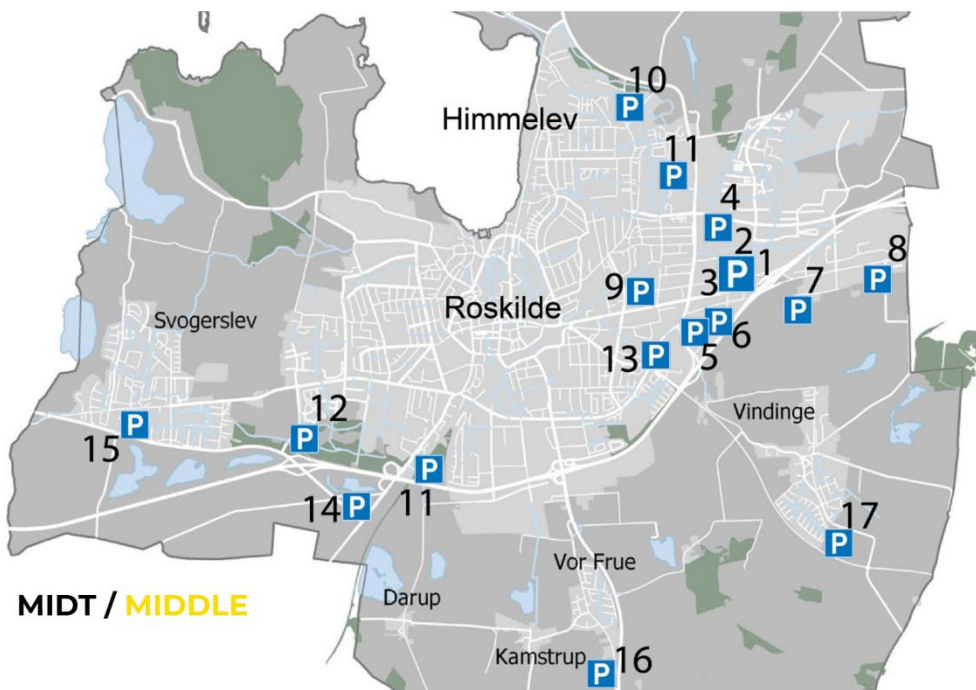 10
P
Himmelev
11
P
4
P
2
1
8
P
3
P
7
9
P
P
Roskilde
Svogerslev
P
P
6
5
13
P
Vindinge
12
P
15
P
P
11
14
P
17
P
Vor Frue
MIDT / MIDDLE
Darup
Kamstrup
P
16